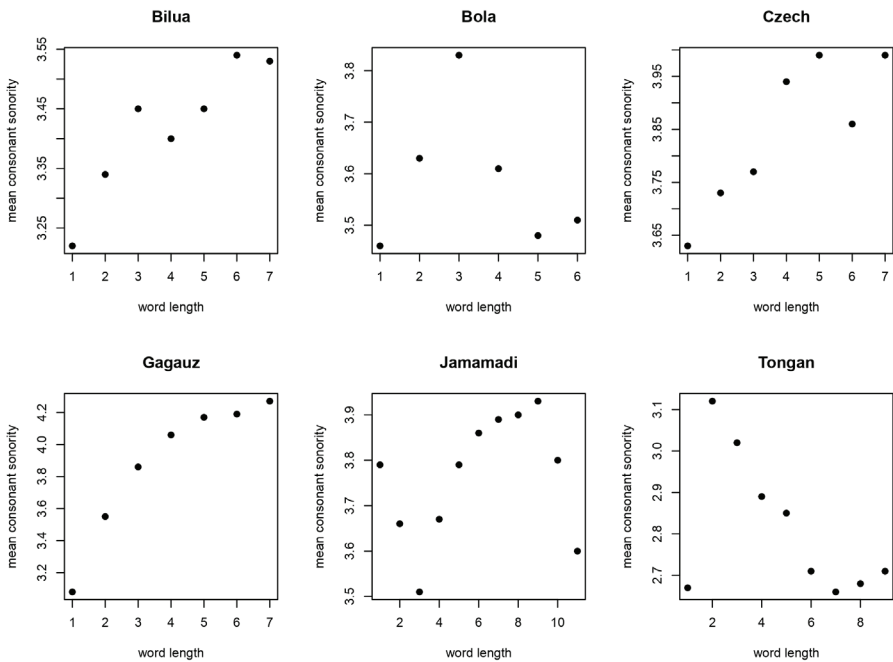 Bilua
mean consonant sonority
3.25 3.35 3.45 3.55
1 2 3 4 5 6 7
word length
Bola
mean consonant sonority
3.5 3.6 3.7 3.8
1 2 3 4 5 6
word length
Czech
mean consonant sonority
3.65 3.75 3.85 3.95
1 2 3 4 5 6 7
word length
Gagauz
mean consonant sonority
3.2 3.4 3.6 3.8 4.0 4.2
1 2 3 4 5 6 7
word length
Jamamadi
mean consonant sonority
3.5 3.6 3.7 3.8 3.9
2 4 6 8 10
word length
Tongan
mean consonant sonority
2.7 2.8 2.9 3.0 3.1
2 4 6 8
word length